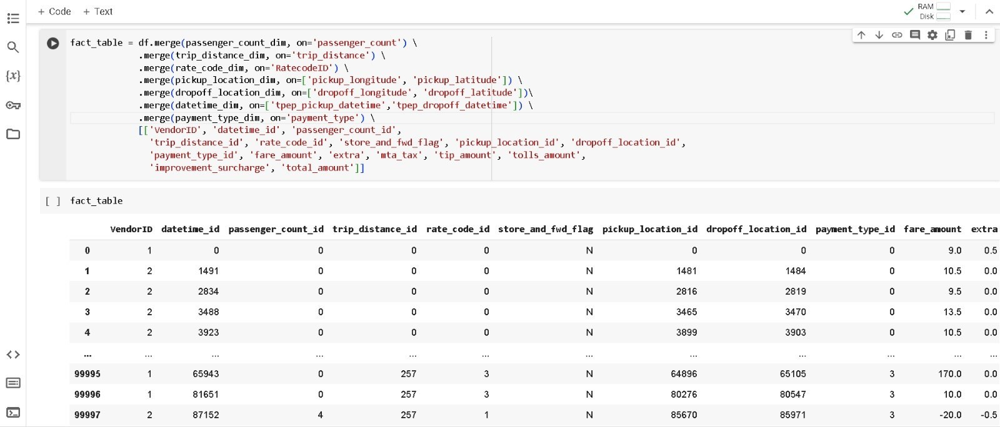 + Code + Text
RAM
Disk
fact_table = df.merge(passenger_count_dim, on='passenger_count') \
.merge(trip_distance_dim, on='trip_distance') \
.merge(rate_code_dim, on='RatecodeID') \
.merge(pickup_location_dim, on=['pickup_longitude', 'pickup_latitude']) \
.merge(dropoff_location_dim, on=['dropoff_longitude', 'dropoff_latitude'])\
.merge(datetime_dim, on=['tpep_pickup_datetime','tpep_dropoff_datetime']) \
.merge(payment_type_dim, on='payment_type') \
[['VendorID', 'datetime_id', 'passenger_count_id',
'trip_distance_id', 'rate_code_id', 'store_and_fwd_flag', 'pickup_location_id', 'dropoff_location_id',
'payment_type_id', 'fare_amount', 'extra', 'mta_tax', 'tip_amount', 'tolls_amount',
'improvement_surcharge', 'total_amount']]
[ ] fact_table
VendorID datetime_id passenger_count_id trip_distance_id rate_code_id store_and_fwd_flag pickup_location_id dropoff_location_id payment_type_id fare_amount extra
0 1 0 0 0 0 N 0 0 0 9.0 0.5
1 2 1491 0 0 0 N 1481 1484 0 10.5 0.0
2 2 2834 0 0 0 N 2816 2819 0 9.5 0.0
3 2 3488 0 0 0 N 3465 3470 0 13.5 0.0
4 2 3923 0 0 0 N 3899 3903 0 10.5 0.0
... ... ... ... ... ... ... ... ... ... ... ...
99995 1 65943 0 257 3 N 64896 65105 3 170.0 0.0
99996 1 81651 0 257 3 N 80276 80547 3 10.0 0.0
99997 2 87152 4 257 1 N 85670 85971 3 -20.0 -0.5